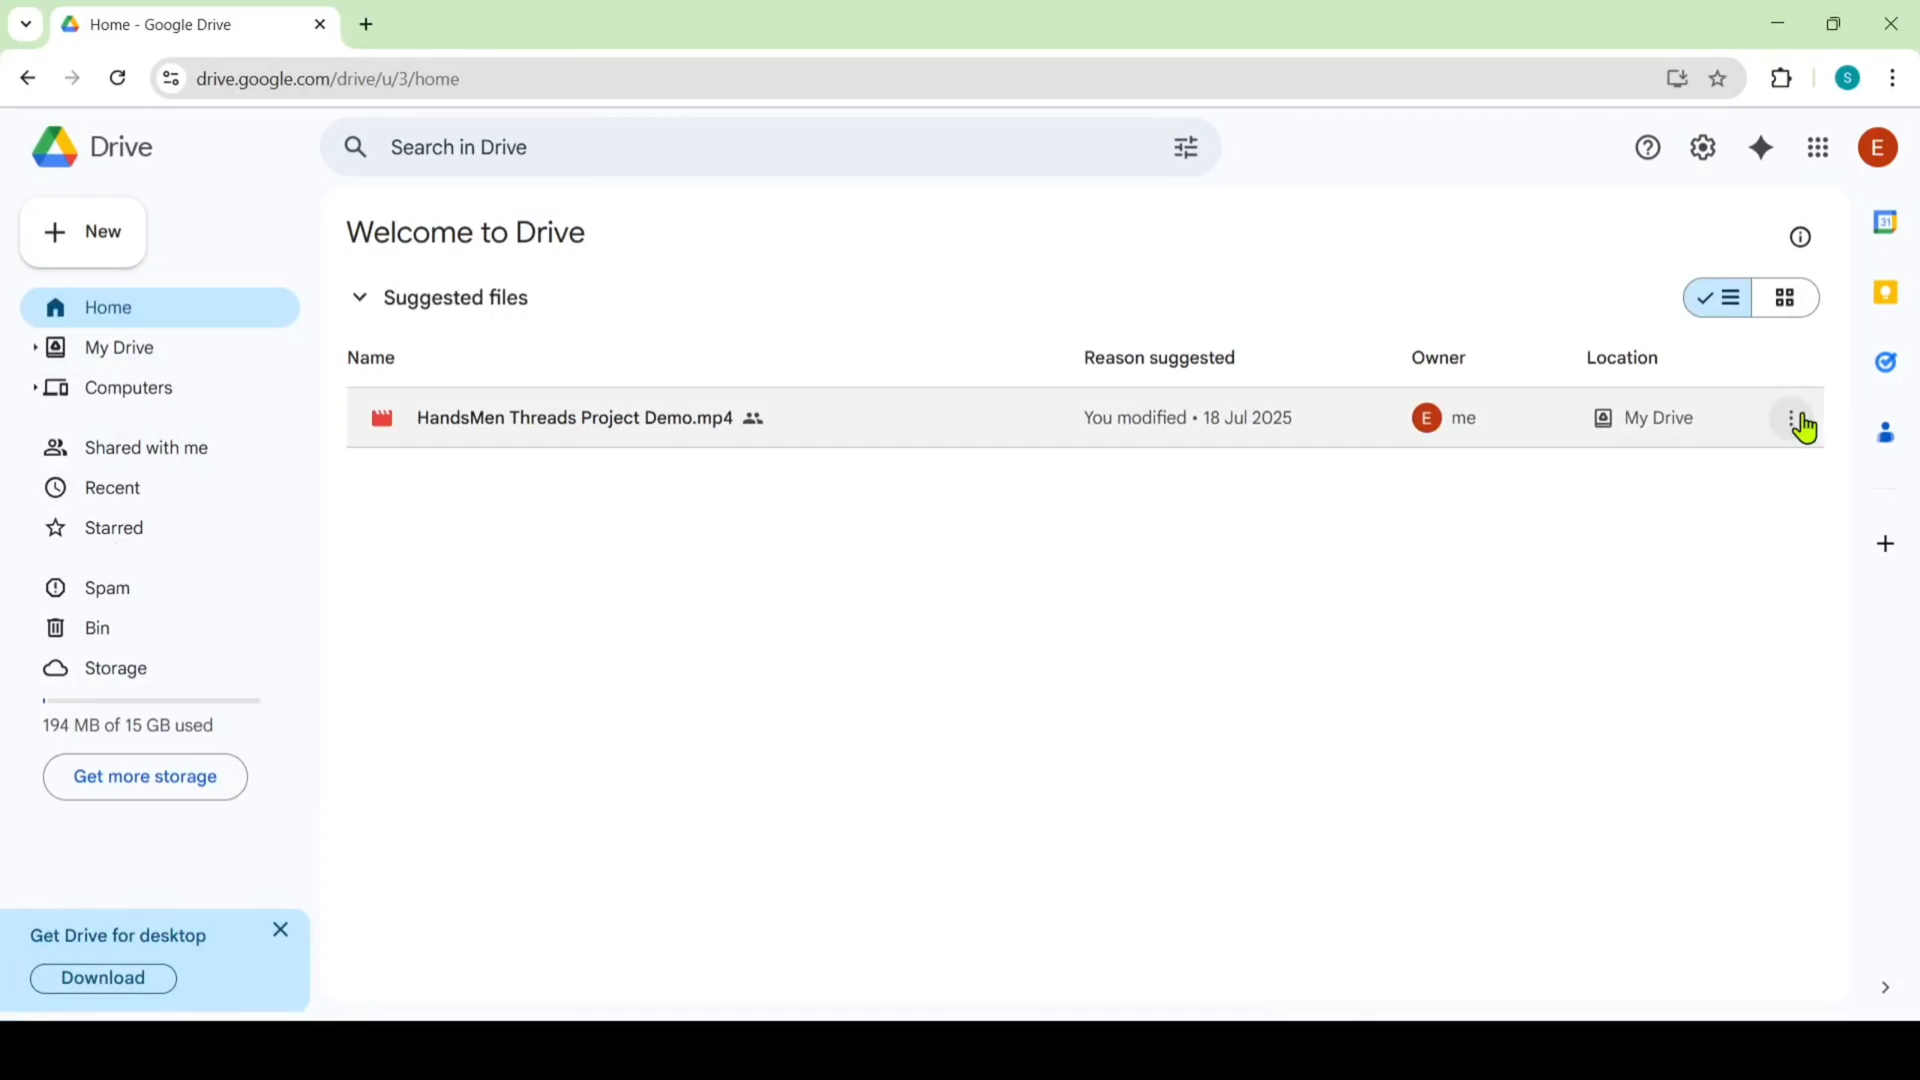 Home - Google Drive
drive.google.com/drive/u/3/home
S
Drive
Search in Drive
E
New
Welcome to Drive
31
Home
Suggested files
My Drive
Name Reason suggested Owner Location
Computers
HandsMen Threads Project Demo.mp4 You modified • 18 Jul 2025 E me My Drive
Shared with me
Recent
Starred
Spam
Bin
Storage
194 MB of 15 GB used
Get more storage
Get Drive for desktop
Download